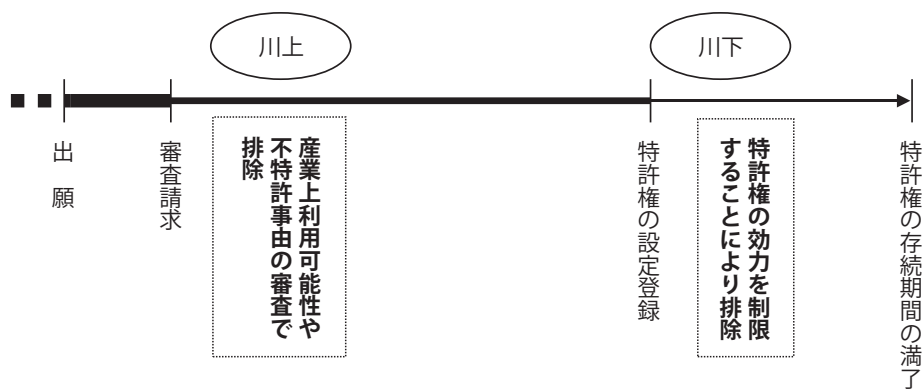 川上
川下
出願
審査請求
産業上利用可能性や
不特許事由の審査で
排除
特許権の設定登録
特許権の効力を制限
することにより排除
特許権の存続期間の満了